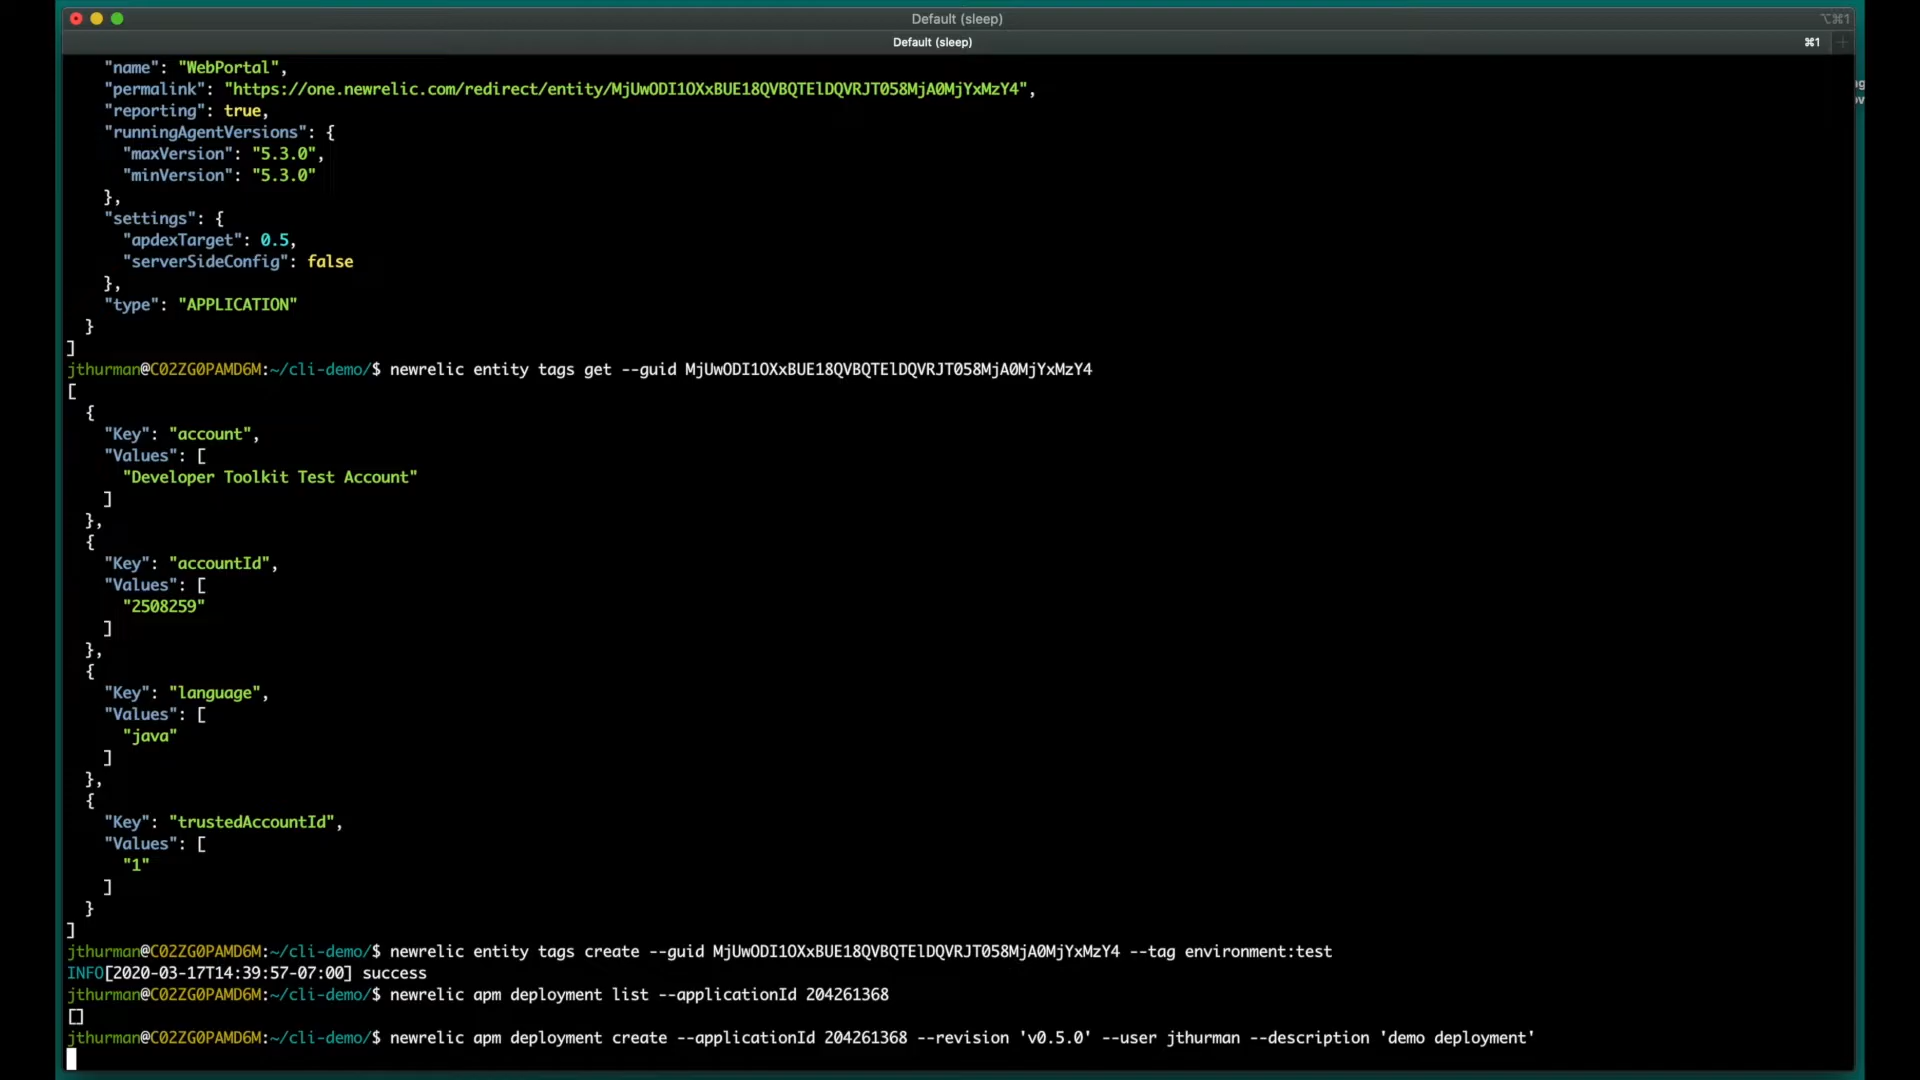 Default (sleep)
⌥⌘1
Default (sleep)
⌘1
"name": "WebPortal",
"permalink": "https://one.newrelic.com/redirect/entity/MjUwODI1OXxBUE18QVBQTElDQVRJT058MjA0MjYxMzY4",
"reporting": true,
"runningAgentVersions": {
"maxVersion": "5.3.0",
"minVersion": "5.3.0"
},
"settings": {
"apdexTarget": 0.5,
"serverSideConfig": false
},
"type": "APPLICATION"
}
]
jthurman@C02ZG0PAMD6M:~/cli-demo/$ newrelic entity tags get --guid MjUwODI1OXxBUE18QVBQTElDQVRJT058MjA0MjYxMzY4
[
{
"Key": "account",
"Values": [
"Developer Toolkit Test Account"
]
},
{
"Key": "accountId",
"Values": [
"2508259"
]
},
{
"Key": "language",
"Values": [
"java"
]
},
{
"Key": "trustedAccountId",
"Values": [
"1"
]
}
]
jthurman@C02ZG0PAMD6M:~/cli-demo/$ newrelic entity tags create --guid MjUwODI1OXxBUE18QVBQTElDQVRJT058MjA0MjYxMzY4 --tag environment:test
INFO[2020-03-17T14:39:57-07:00] success
jthurman@C02ZG0PAMD6M:~/cli-demo/$ newrelic apm deployment list --applicationId 204261368
[]
jthurman@C02ZG0PAMD6M:~/cli-demo/$ newrelic apm deployment create --applicationId 204261368 --revision 'v0.5.0' --user jthurman --description 'demo deployment'